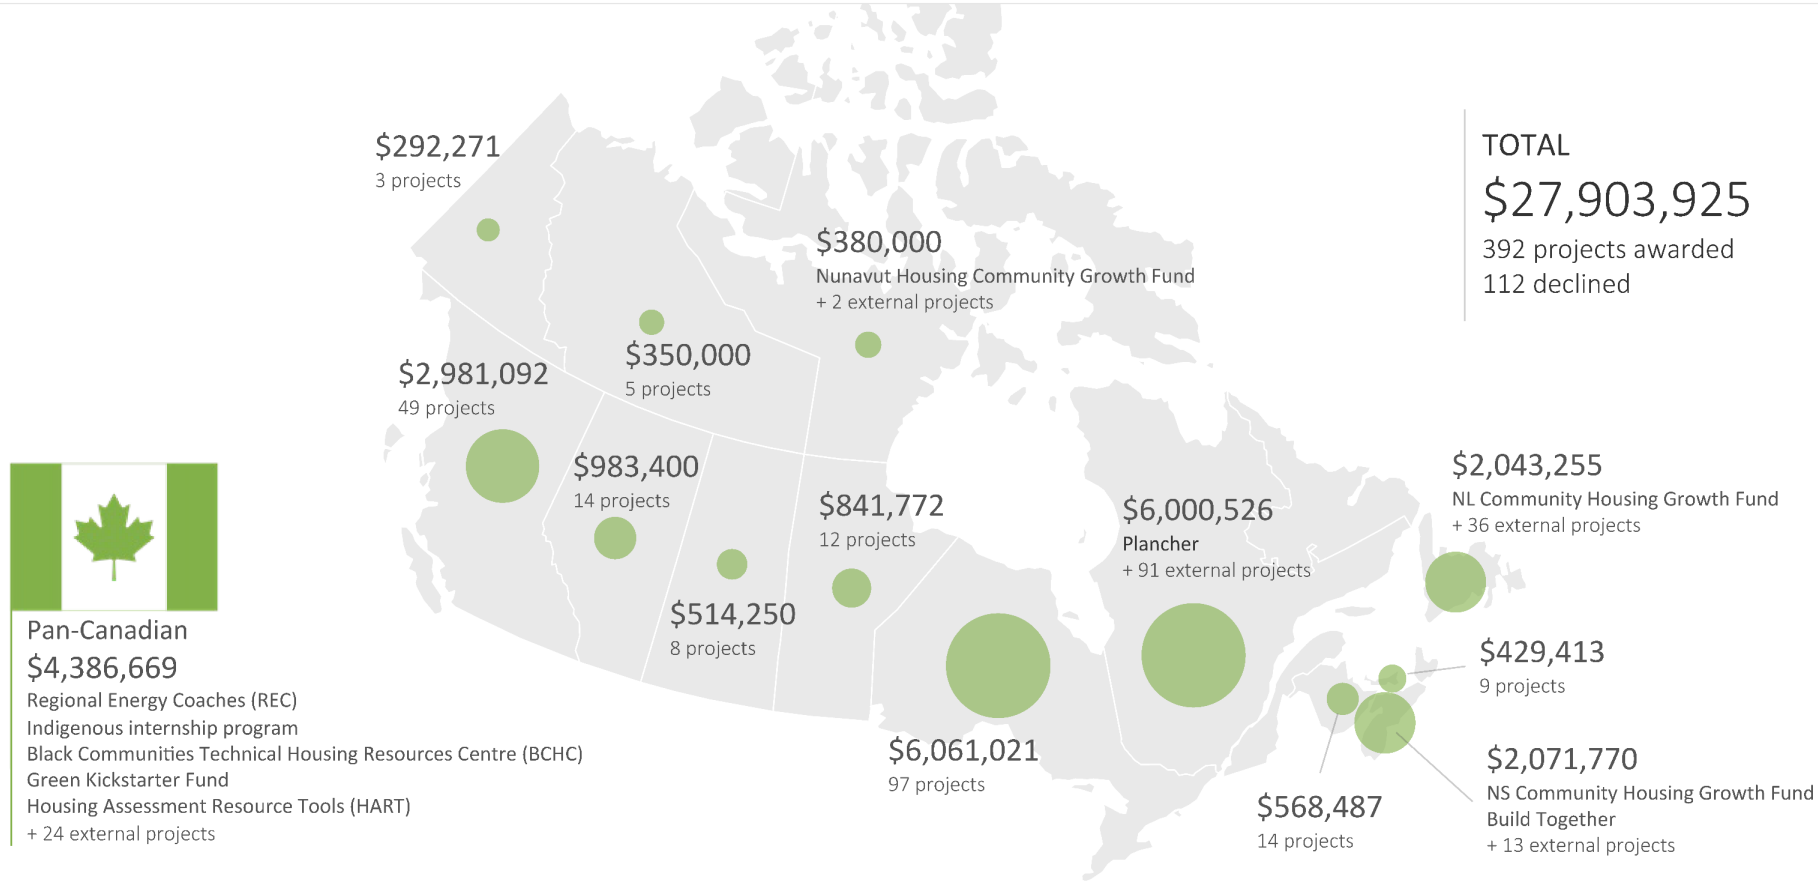 $292,271
3 projects
TOTAL
$27,903,925
392 projects awarded
112 declined
$380,000
Nunavut Housing Community Growth Fund
+ 2 external projects
$350,000
5 projects
$2,981,092
49 projects
$983,400
14 projects
$841,772
12 projects
$514,250
8 projects
$6,000,526
Plancher
+ 91 external projects
$2,043,255
NL Community Housing Growth Fund
+ 36 external projects
Pan-Canadian
$4,386,669
Regional Energy Coaches (REC)
Indigenous internship program
Black Communities Technical Housing Resources Centre (BCHC)
Green Kickstarter Fund
Housing Assessment Resource Tools (HART)
+ 24 external projects
$6,061,021
97 projects
$429,413
9 projects
$568,487
14 projects
$2,071,770
NS Community Housing Growth Fund
Build Together
+ 13 external projects